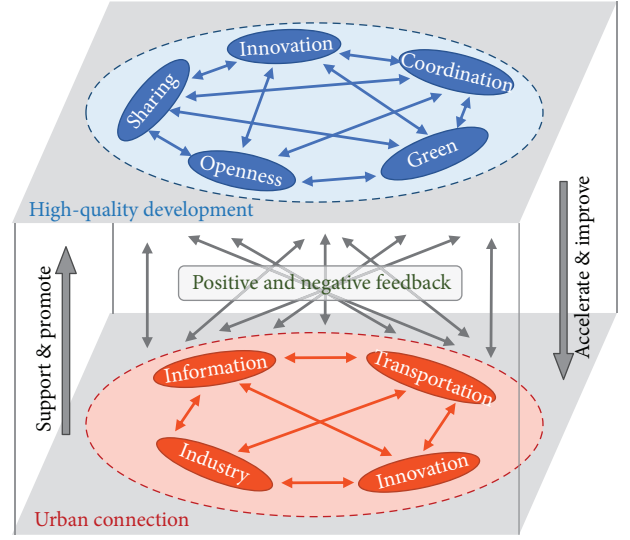 Innovation
Coordination
Sharing
Green
Openness
High-quality development
Support & promote
Positive and negative feedback
Accelerate & improve
Information
Transportation
Industry
Innovation
Urban connection